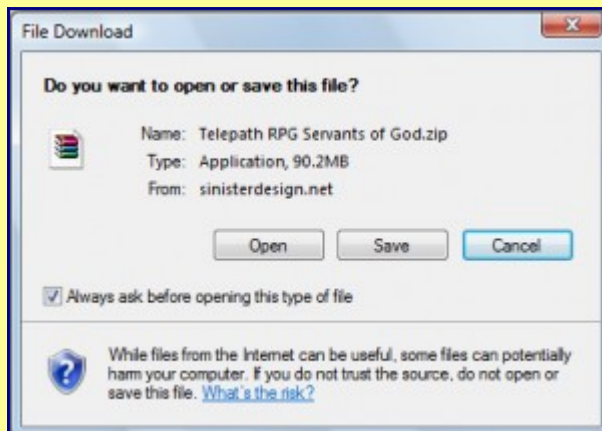 File Download
Do you want to open or save this file?
Name: Telepath RPG Servants of God.zip
Type: Application, 90.2MB
From: sinisterdesign.net
Open Save Cancel
Always ask before opening this type of file
While files from the Internet can be useful, some files can potentially
harm your computer. If you do not trust the source, do not open or
save this file. What's the risk?